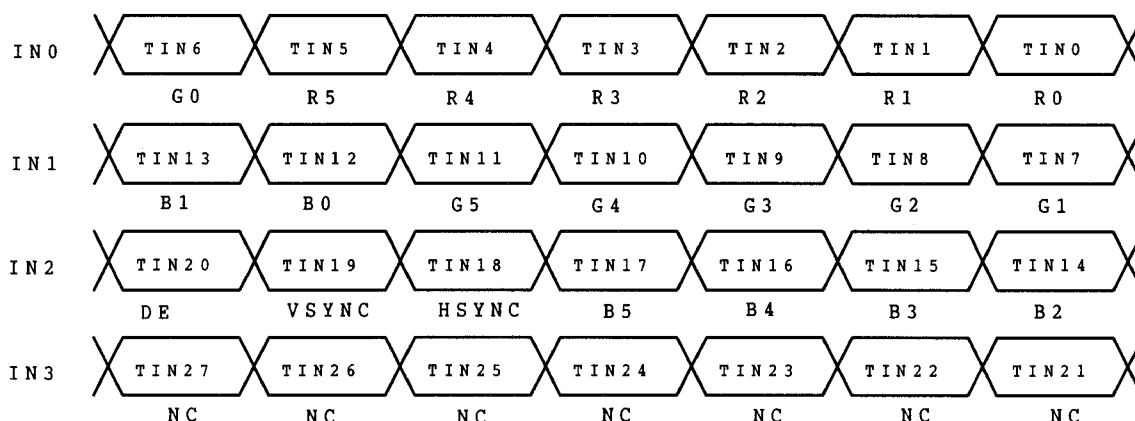 IN0 TIN6 TIN5 TIN4 TIN3 TIN2 TIN1 TIN0
G0 R5 R4 R3 R2 R1 R0
IN1 TIN13 TIN12 TIN11 TIN10 TIN9 TIN8 TIN7
B1 B0 G5 G4 G3 G2 G1
IN2 TIN20 TIN19 TIN18 TIN17 TIN16 TIN15 TIN14
DE VSYNC HSYNC B5 B4 B3 B2
IN3 TIN27 TIN26 TIN25 TIN24 TIN23 TIN22 TIN21
NC NC NC NC NC NC NC